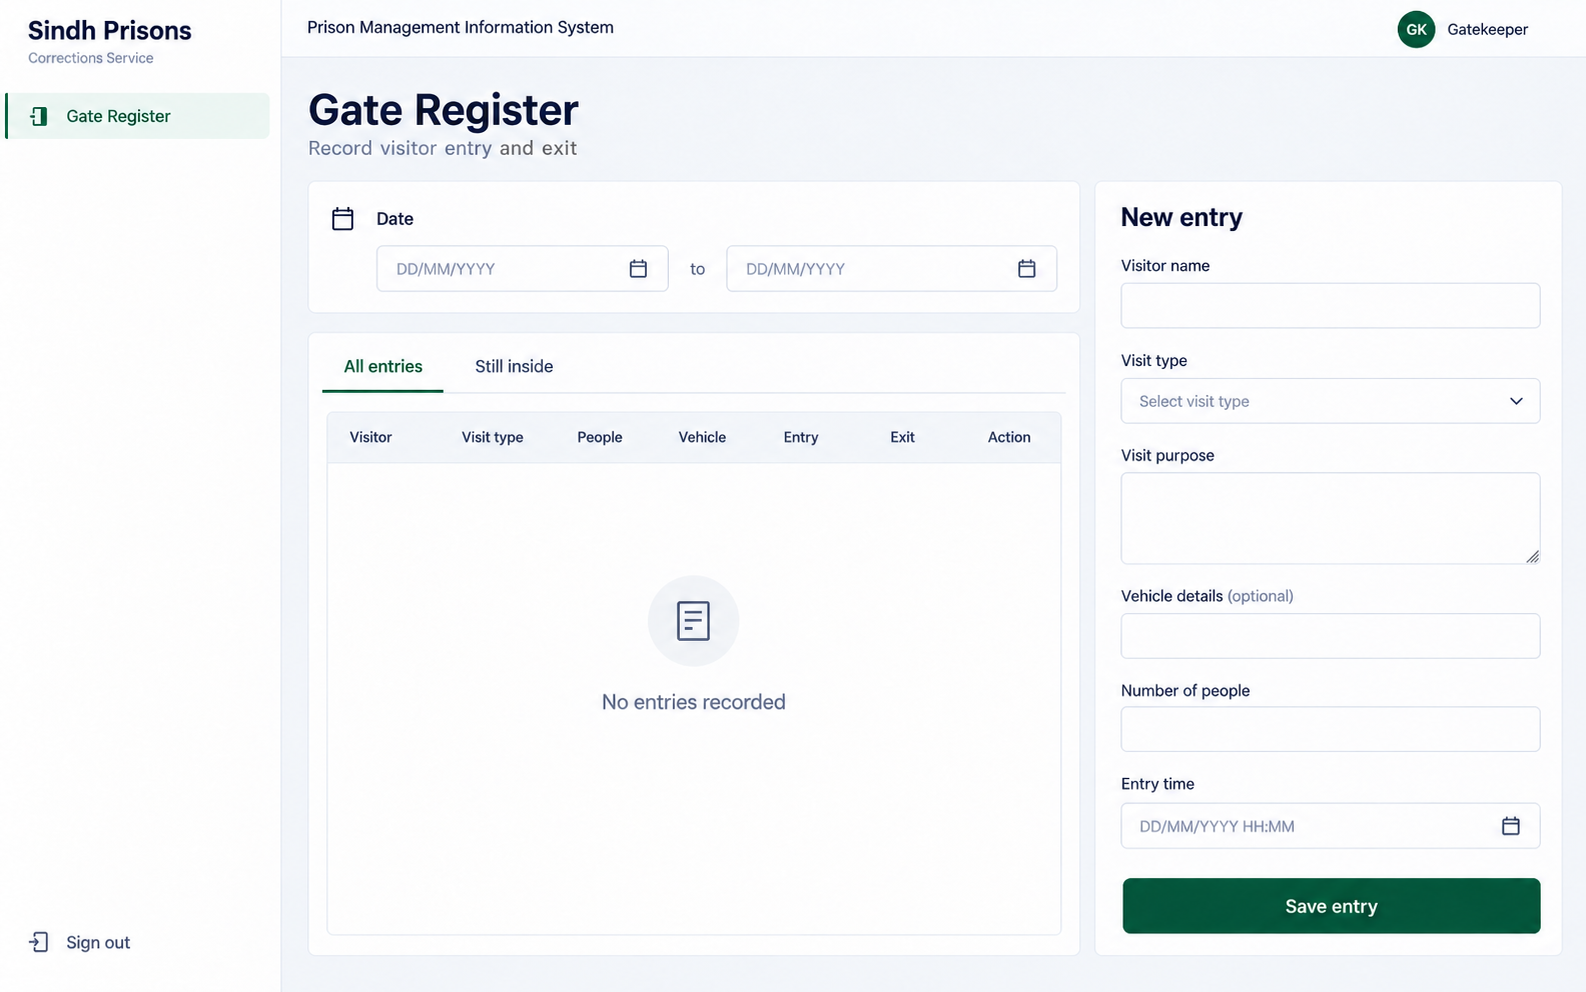 Sindh Prisons
Corrections Service
Gate Register
Sign out
Prison Management Information System
GK
Gatekeeper
Gate Register
Record visitor entry and exit
Date
DD/MM/YYYY
to
DD/MM/YYYY
All entries
Still inside
Visitor
Visit type
People
Vehicle
Entry
Exit
Action
No entries recorded
New entry
Visitor name
Visit type
Select visit type
Visit purpose
Vehicle details (optional)
Number of people
Entry time
DD/MM/YYYY HH:MM
Save entry